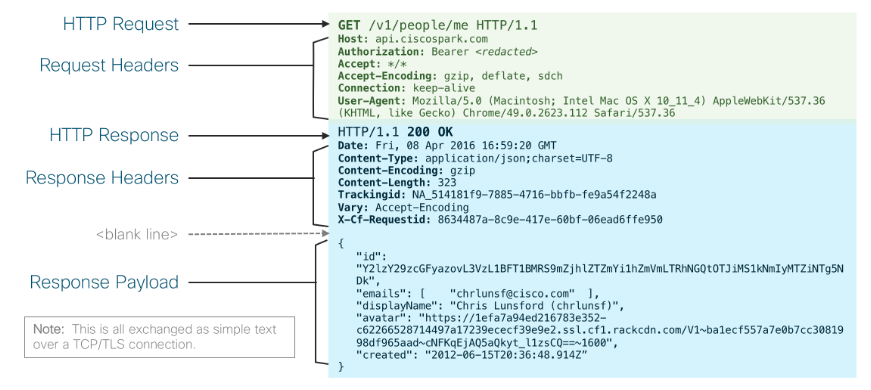 HTTP Request
GET /v1/people/me HTTP/1.1
Request Headers
Host: api.ciscospark.com
Authorization: Bearer <redacted>
Accept: */*
Accept-Encoding: gzip, deflate, sdch
Connection: keep-alive
User-Agent: Mozilla/5.0 (Macintosh; Intel Mac OS X 10_11_4) AppleWebKit/537.36
(KHTML, like Gecko) Chrome/49.0.2623.112 Safari/537.36
HTTP Response
HTTP/1.1 200 OK
Response Headers
Date: Fri, 08 Apr 2016 16:59:20 GMT
Content-Type: application/json;charset=UTF-8
Content-Encoding: gzip
Content-Length: 323
Trackingid: NA_514181f9-7885-4716-bbfb-fe9a54f2248a
Vary: Accept-Encoding
X-Cf-Requestid: 8634487a-8c9e-417e-60bf-06ead6ffe950
<blank line>
Response Payload
{
"id":
"Y2lzY29zcGFyazovL3VzL1BFT1BMRS9mZjhlZTZmYi1hZmVmLTRhNGQtOTJiMS1kNmIyMTZiNTg5N
Dk",
"emails": [ "chrlunsf@cisco.com" ],
"displayName": "Chris Lunsford (chrlunsf)",
"avatar": "https://1efa7a94ed216783e352-
c62266528714497a17239ececf39e9e2.ssl.cf1.rackcdn.com/V1~ba1ecf557a7e0b7cc30819
98df965aad~cNFKqEjAQ5aQkyt_l1zsCQ==~1600",
"created": "2012-06-15T20:36:48.914Z"
}
Note: This is all exchanged as simple text
over a TCP/TLS connection.